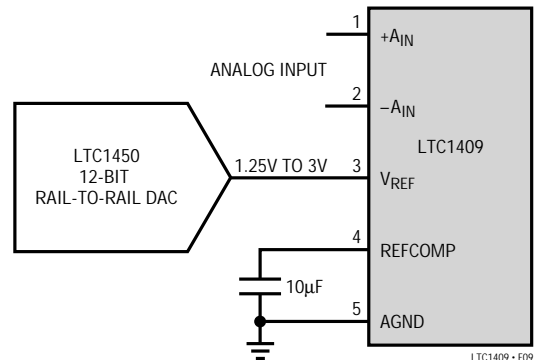 1
+AIN
ANALOG INPUT
2
–AIN
LTC1450
12-BIT
RAIL-TO-RAIL DAC
1.25V TO 3V
3
VREF
LTC1409
4
REFCOMP
10µF
5
AGND
LTC1409 • F09